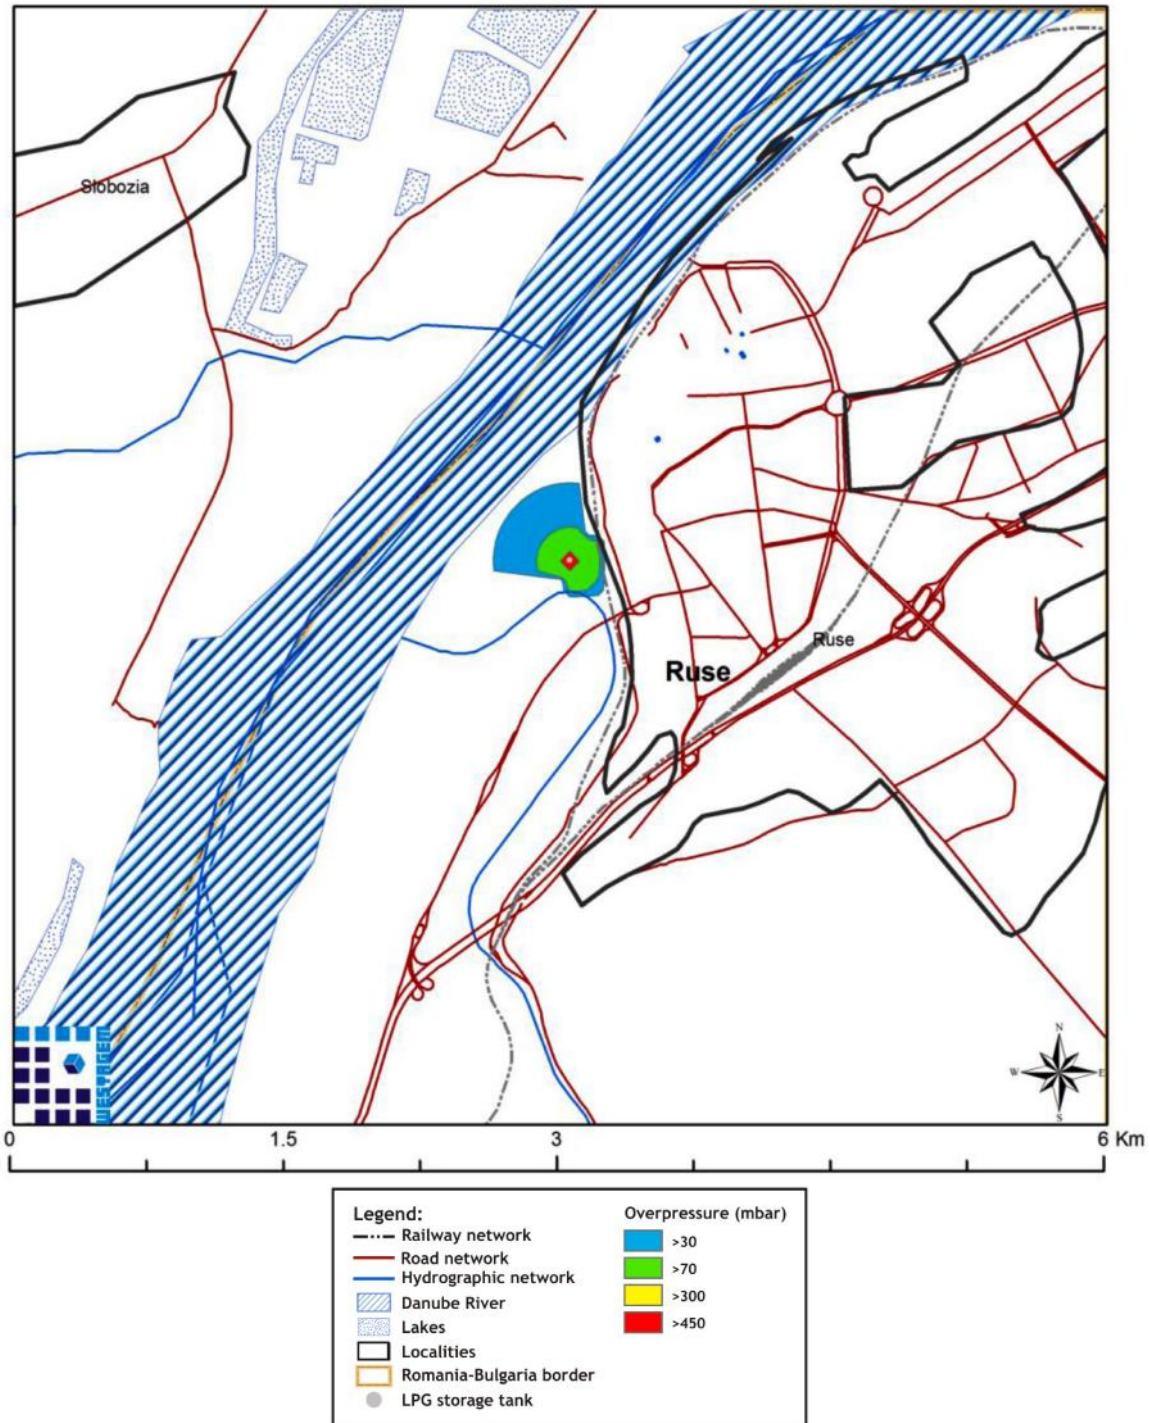 Slobozia
Ruse
Ruse
WESTAGEM
N
W E
S
0 1.5 3 6 Km
Legend:
Railway network
Road network
Hydrographic network
Danube River
Lakes
Localities
Romania-Bulgaria border
LPG storage tank
Overpressure (mbar)
>30
>70
>300
>450